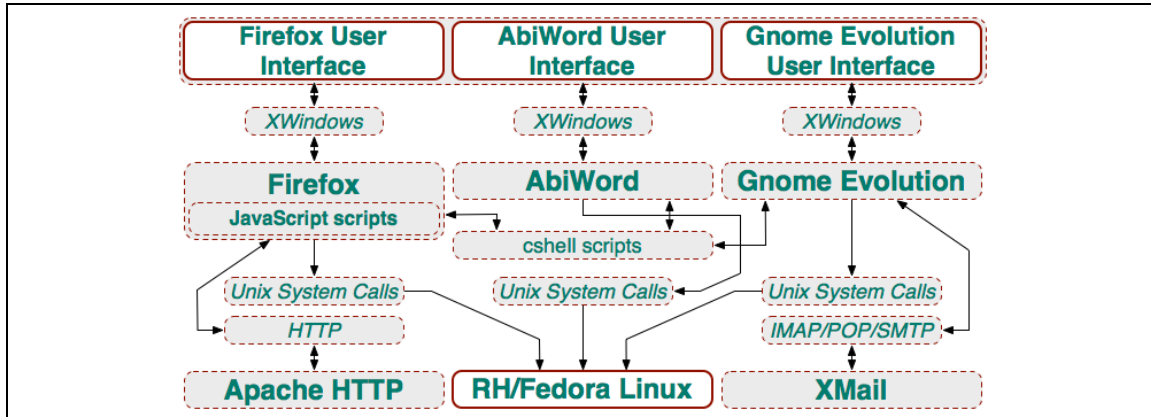 Firefox User
Interface
AbiWord User
Interface
Gnome Evolution
User Interface
XWindows
XWindows
XWindows
Firefox
JavaScript scripts
AbiWord
Gnome Evolution
cshell scripts
Unix System Calls
Unix System Calls
Unix System Calls
HTTP
IMAP/POP/SMTP
Apache HTTP
RH/Fedora Linux
XMail